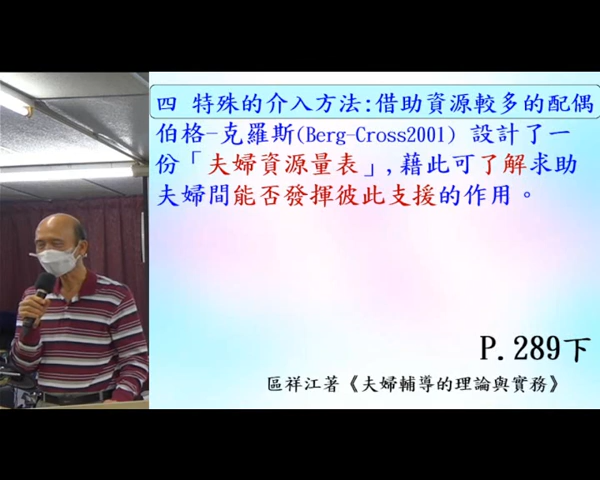 四 特殊的介入方法:借助資源較多的配偶
伯格-克羅斯(Berg-Cross2001) 設計了一
份「夫婦資源量表」,藉此可了解求助
夫婦間能否發揮彼此支援的作用。
P.289下
區祥江著《夫婦輔導的理論與實務》